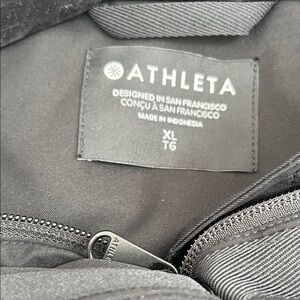 ATHLETA
DESIGNED IN SAN FRANCISCO
CONÇU À SAN FRANCISCO
MADE IN INDONESIA
XL
TG